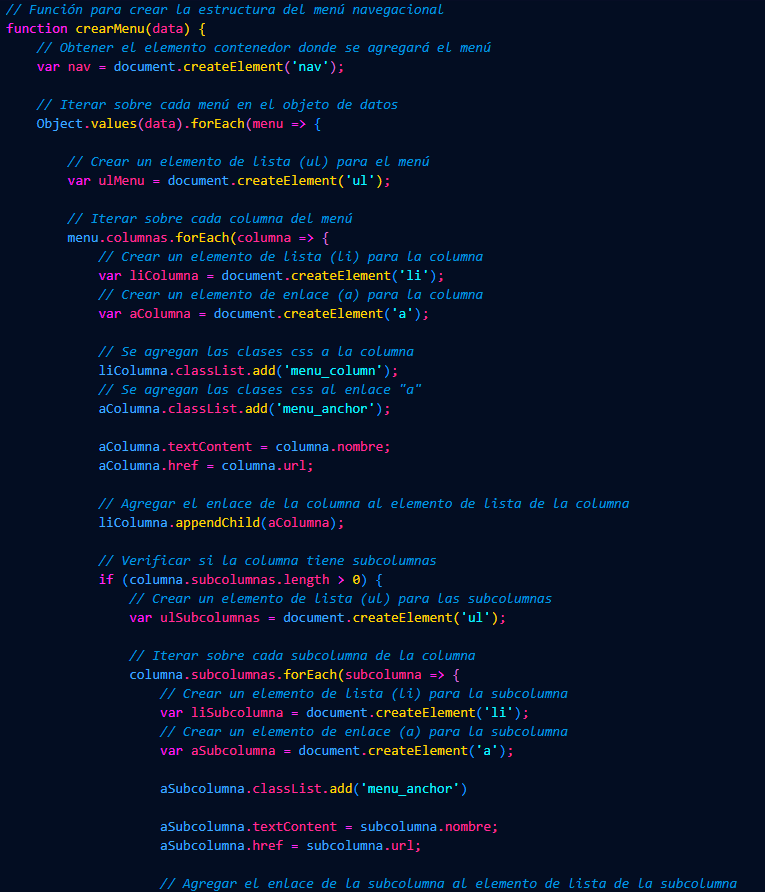 // Función para crear la estructura del menú navegacional
function crearMenu(data) {
// Obtener el elemento contenedor donde se agregará el menú
var nav = document.createElement('nav');
// Iterar sobre cada menú en el objeto de datos
Object.values(data).forEach(menu => {
// Crear un elemento de lista (ul) para el menú
var ulMenu = document.createElement('ul');
// Iterar sobre cada columna del menú
menu.columnas.forEach(columna => {
// Crear un elemento de lista (li) para la columna
var liColumna = document.createElement('li');
// Crear un elemento de enlace (a) para la columna
var aColumna = document.createElement('a');
// Se agregan las clases css a la columna
liColumna.classList.add('menu_column');
// Se agregan las clases css al enlace "a"
aColumna.classList.add('menu_anchor');
aColumna.textContent = columna.nombre;
aColumna.href = columna.url;
// Agregar el enlace de la columna al elemento de lista de la columna
liColumna.appendChild(aColumna);
// Verificar si la columna tiene subcolumnas
if (columna.subcolumnas.length > 0) {
// Crear un elemento de lista (ul) para las subcolumnas
var ulSubcolumnas = document.createElement('ul');
// Iterar sobre cada subcolumna de la columna
columna.subcolumnas.forEach(subcolumna => {
// Crear un elemento de lista (li) para la subcolumna
var liSubcolumna = document.createElement('li');
// Crear un elemento de enlace (a) para la subcolumna
var aSubcolumna = document.createElement('a');
aSubcolumna.classList.add('menu_anchor')
aSubcolumna.textContent = subcolumna.nombre;
aSubcolumna.href = subcolumna.url;
// Agregar el enlace de la subcolumna al elemento de lista de la subcolumna